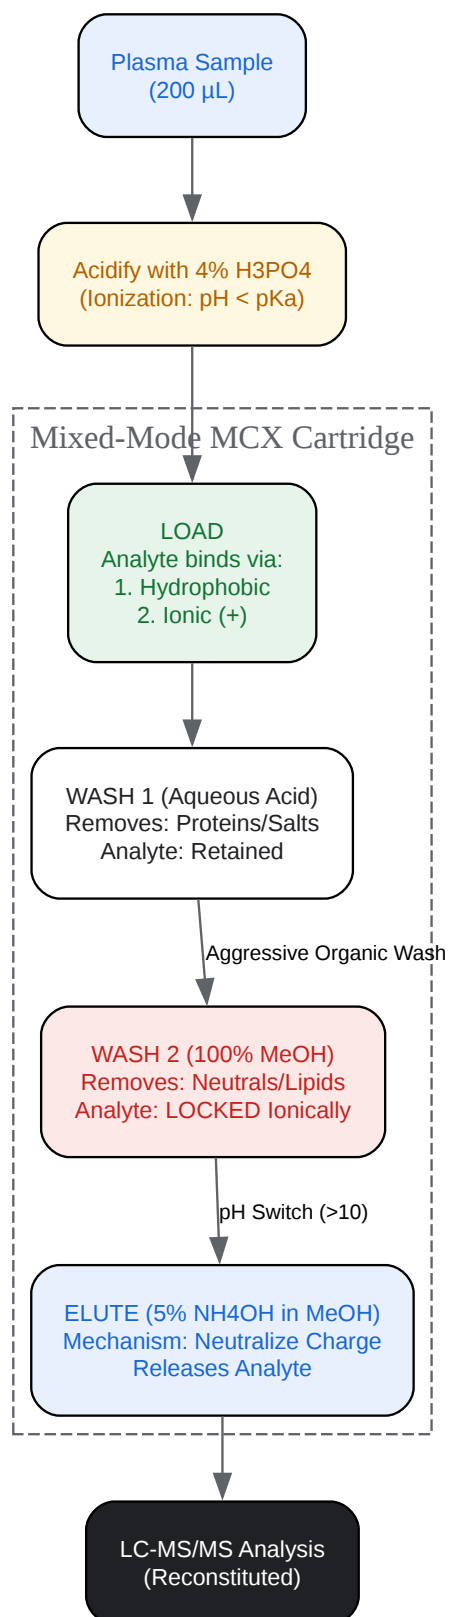 Plasma Sample
(200 µL)
Acidify with 4% H3PO4
(Ionization: pH < pKa)
Mixed-Mode MCX Cartridge
LOAD
Analyte binds via:
1. Hydrophobic
2. Ionic (+)
WASH 1 (Aqueous Acid)
Removes: Proteins/Salts
Analyte: Retained
Aggressive Organic Wash
WASH 2 (100% MeOH)
Removes: Neutrals/Lipids
Analyte: LOCKED Ionically
pH Switch (>10)
ELUTE (5% NH4OH in MeOH)
Mechanism: Neutralize Charge
Releases Analyte
LC-MS/MS Analysis
(Reconstituted)